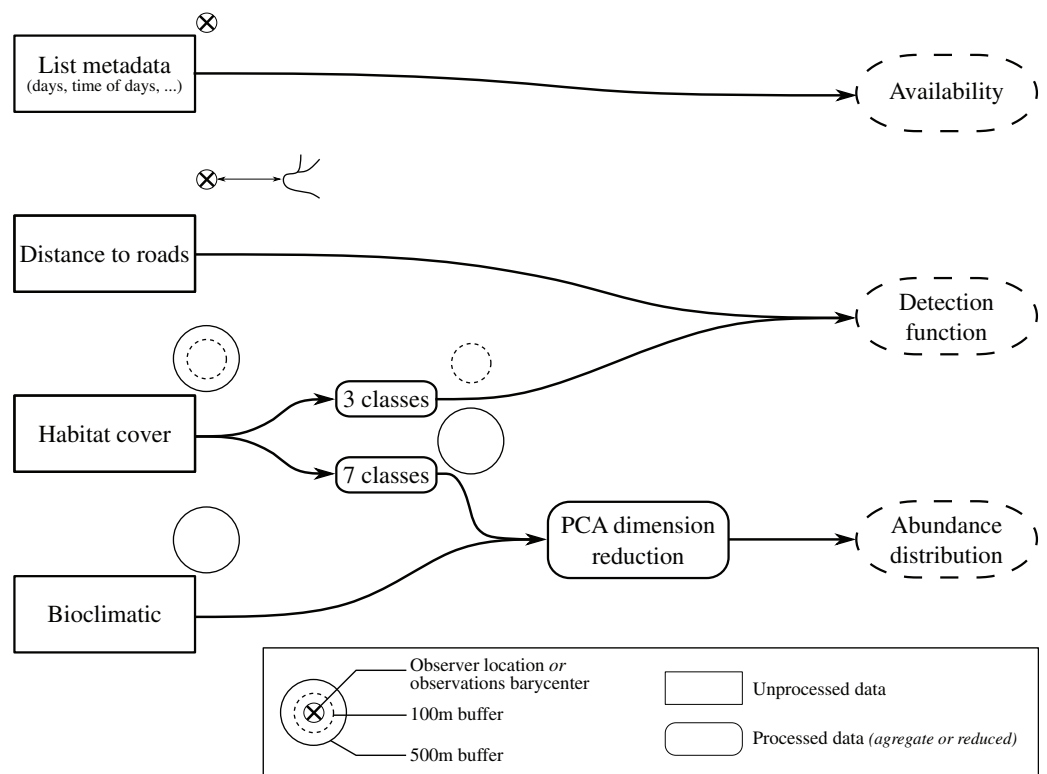 List metadata
(days, time of days, ...)
Availability
Distance to roads
Detection
function
3 classes
Habitat cover
7 classes
PCA dimension
reduction
Abundance
distribution
Bioclimatic
Observer location or
observations barycenter
100m buffer
500m buffer
Unprocessed data
Processed data (agregate or reduced)